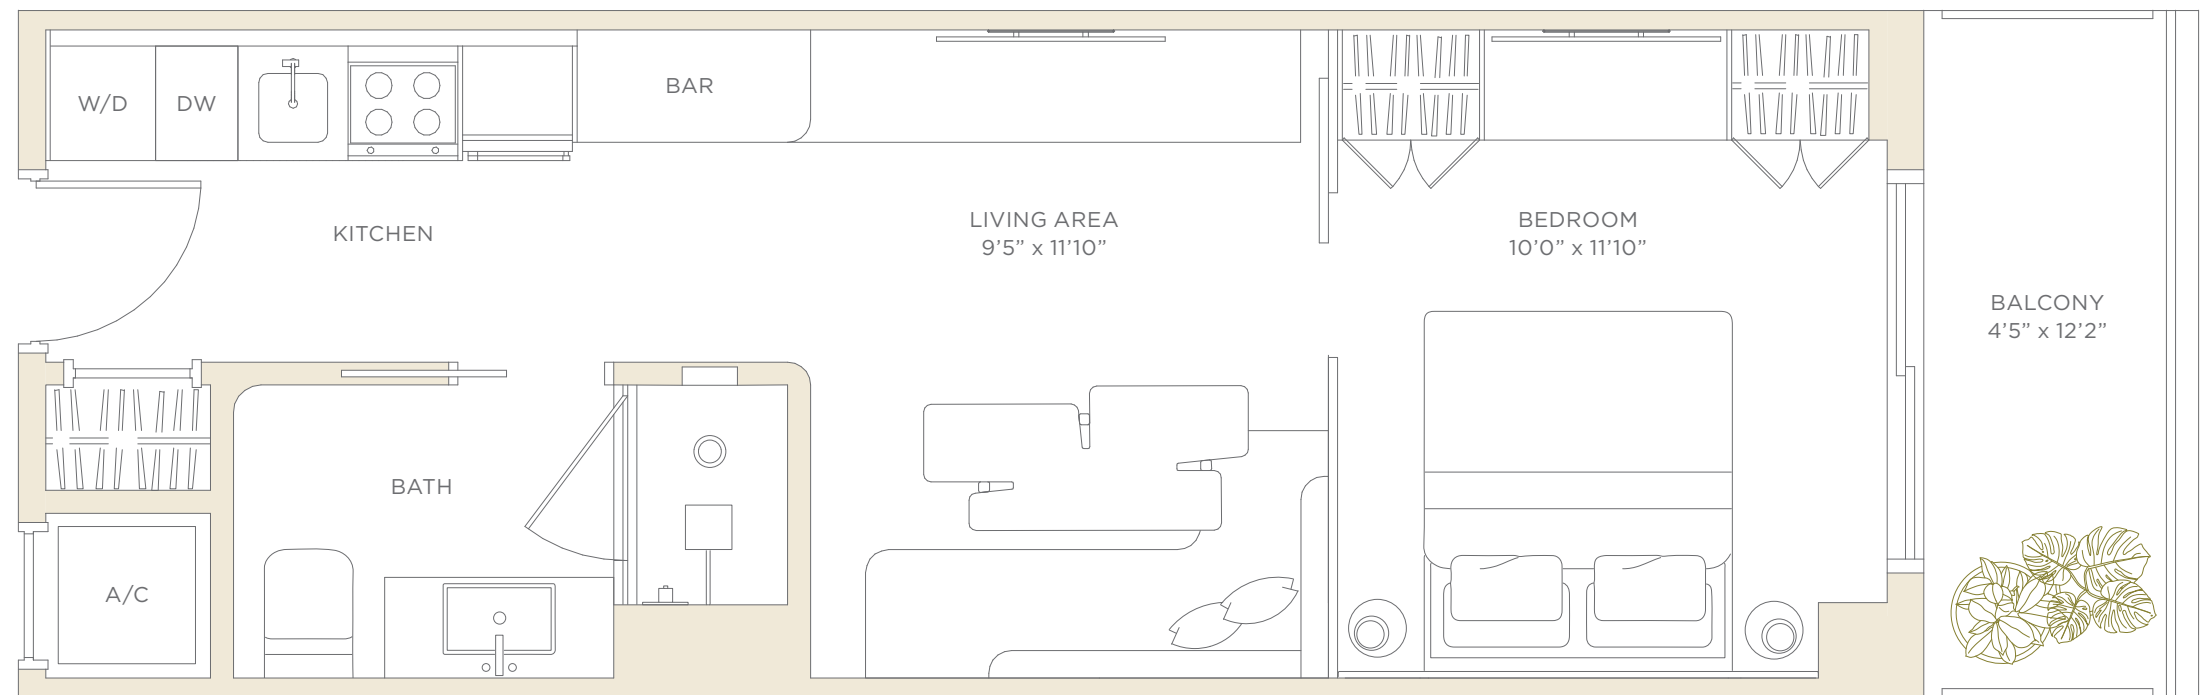 W/D
DW
BAR
KITCHEN
LIVING AREA
9’5” x 11’10”
BEDROOM
10’0” x 11’10”
BALCONY
4’5” x 12’2”
BATH
A/C